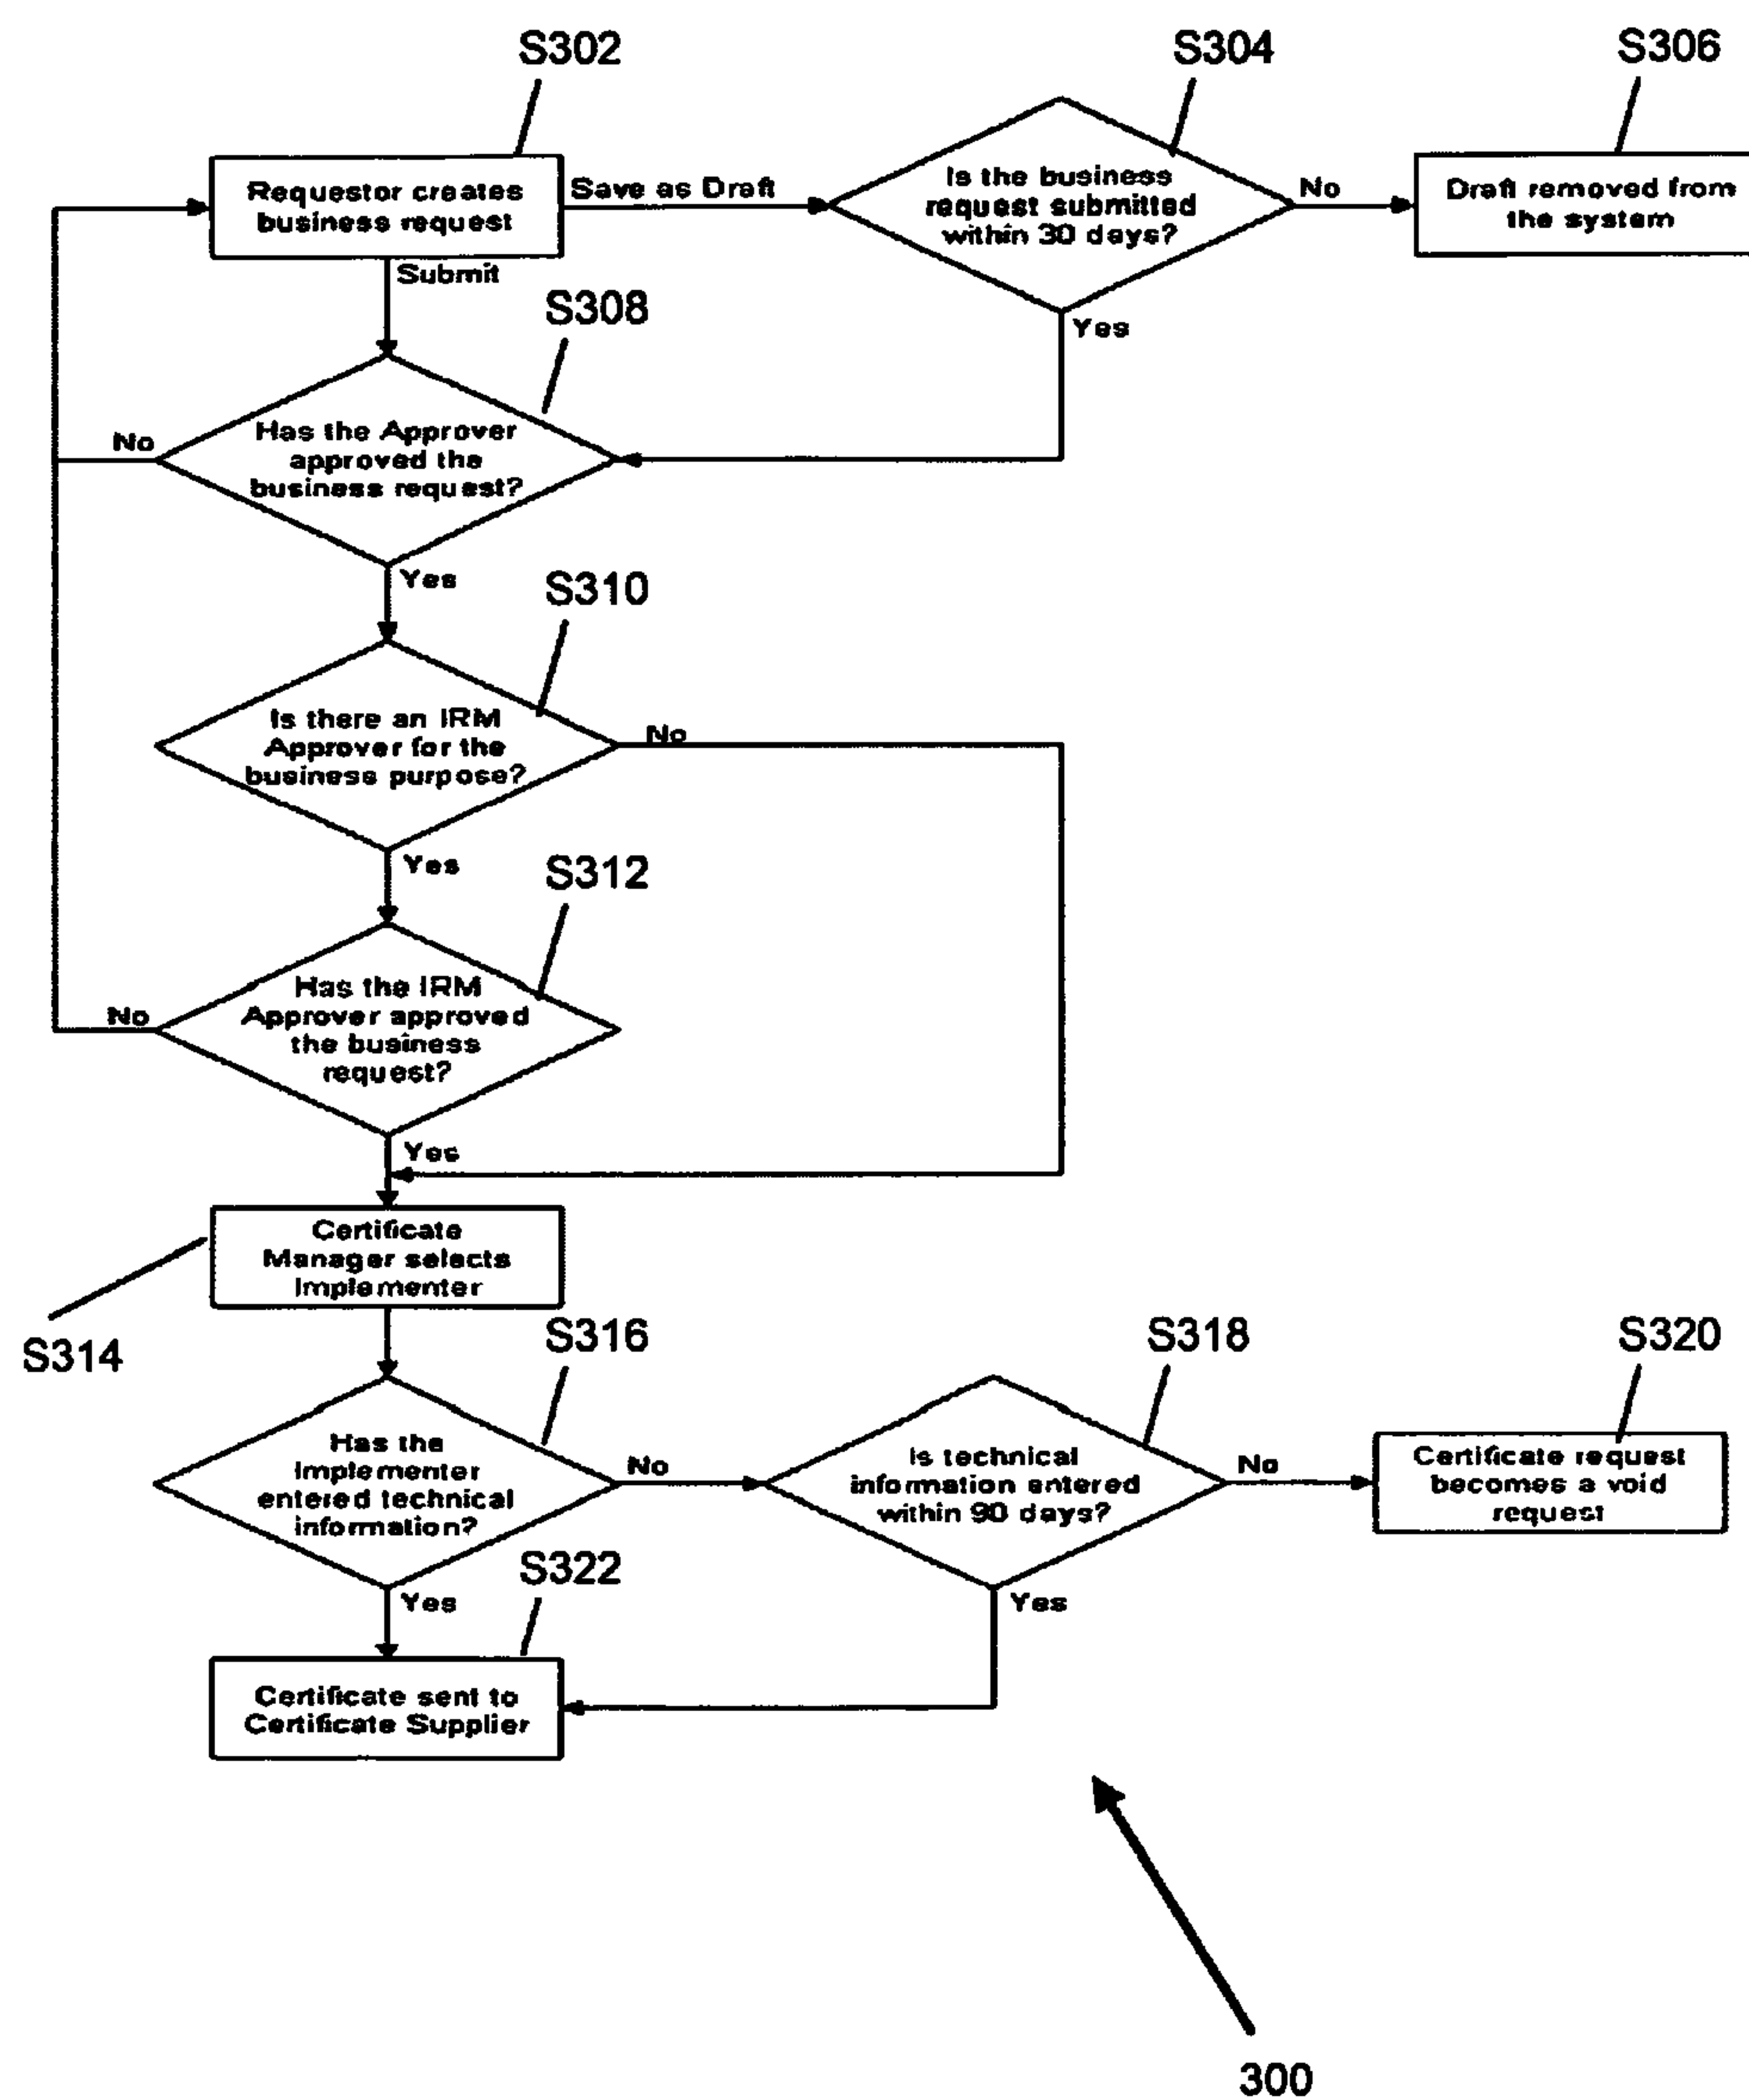 S302
S304
S306
Requestor creates
business request
Save as Draft
Is the business
request submitted
within 30 days?
No
Draft removed from
the system
Submit
Yes
S308
Has the Approver
approved the
business request?
No
Yes
S310
Is there an IRM
Approver for the
business purpose?
No
Yes
S312
Has the IRM
Approver approved
the business
request?
No
Yes
Certificate
Manager selects
Implementer
S314
S316
S318
S320
Has the
Implementer
entered technical
information?
No
Is technical
information entered
within 90 days?
No
Certificate request
becomes a void
request
Yes
Yes
S322
Certificate sent to
Certificate Supplier
300